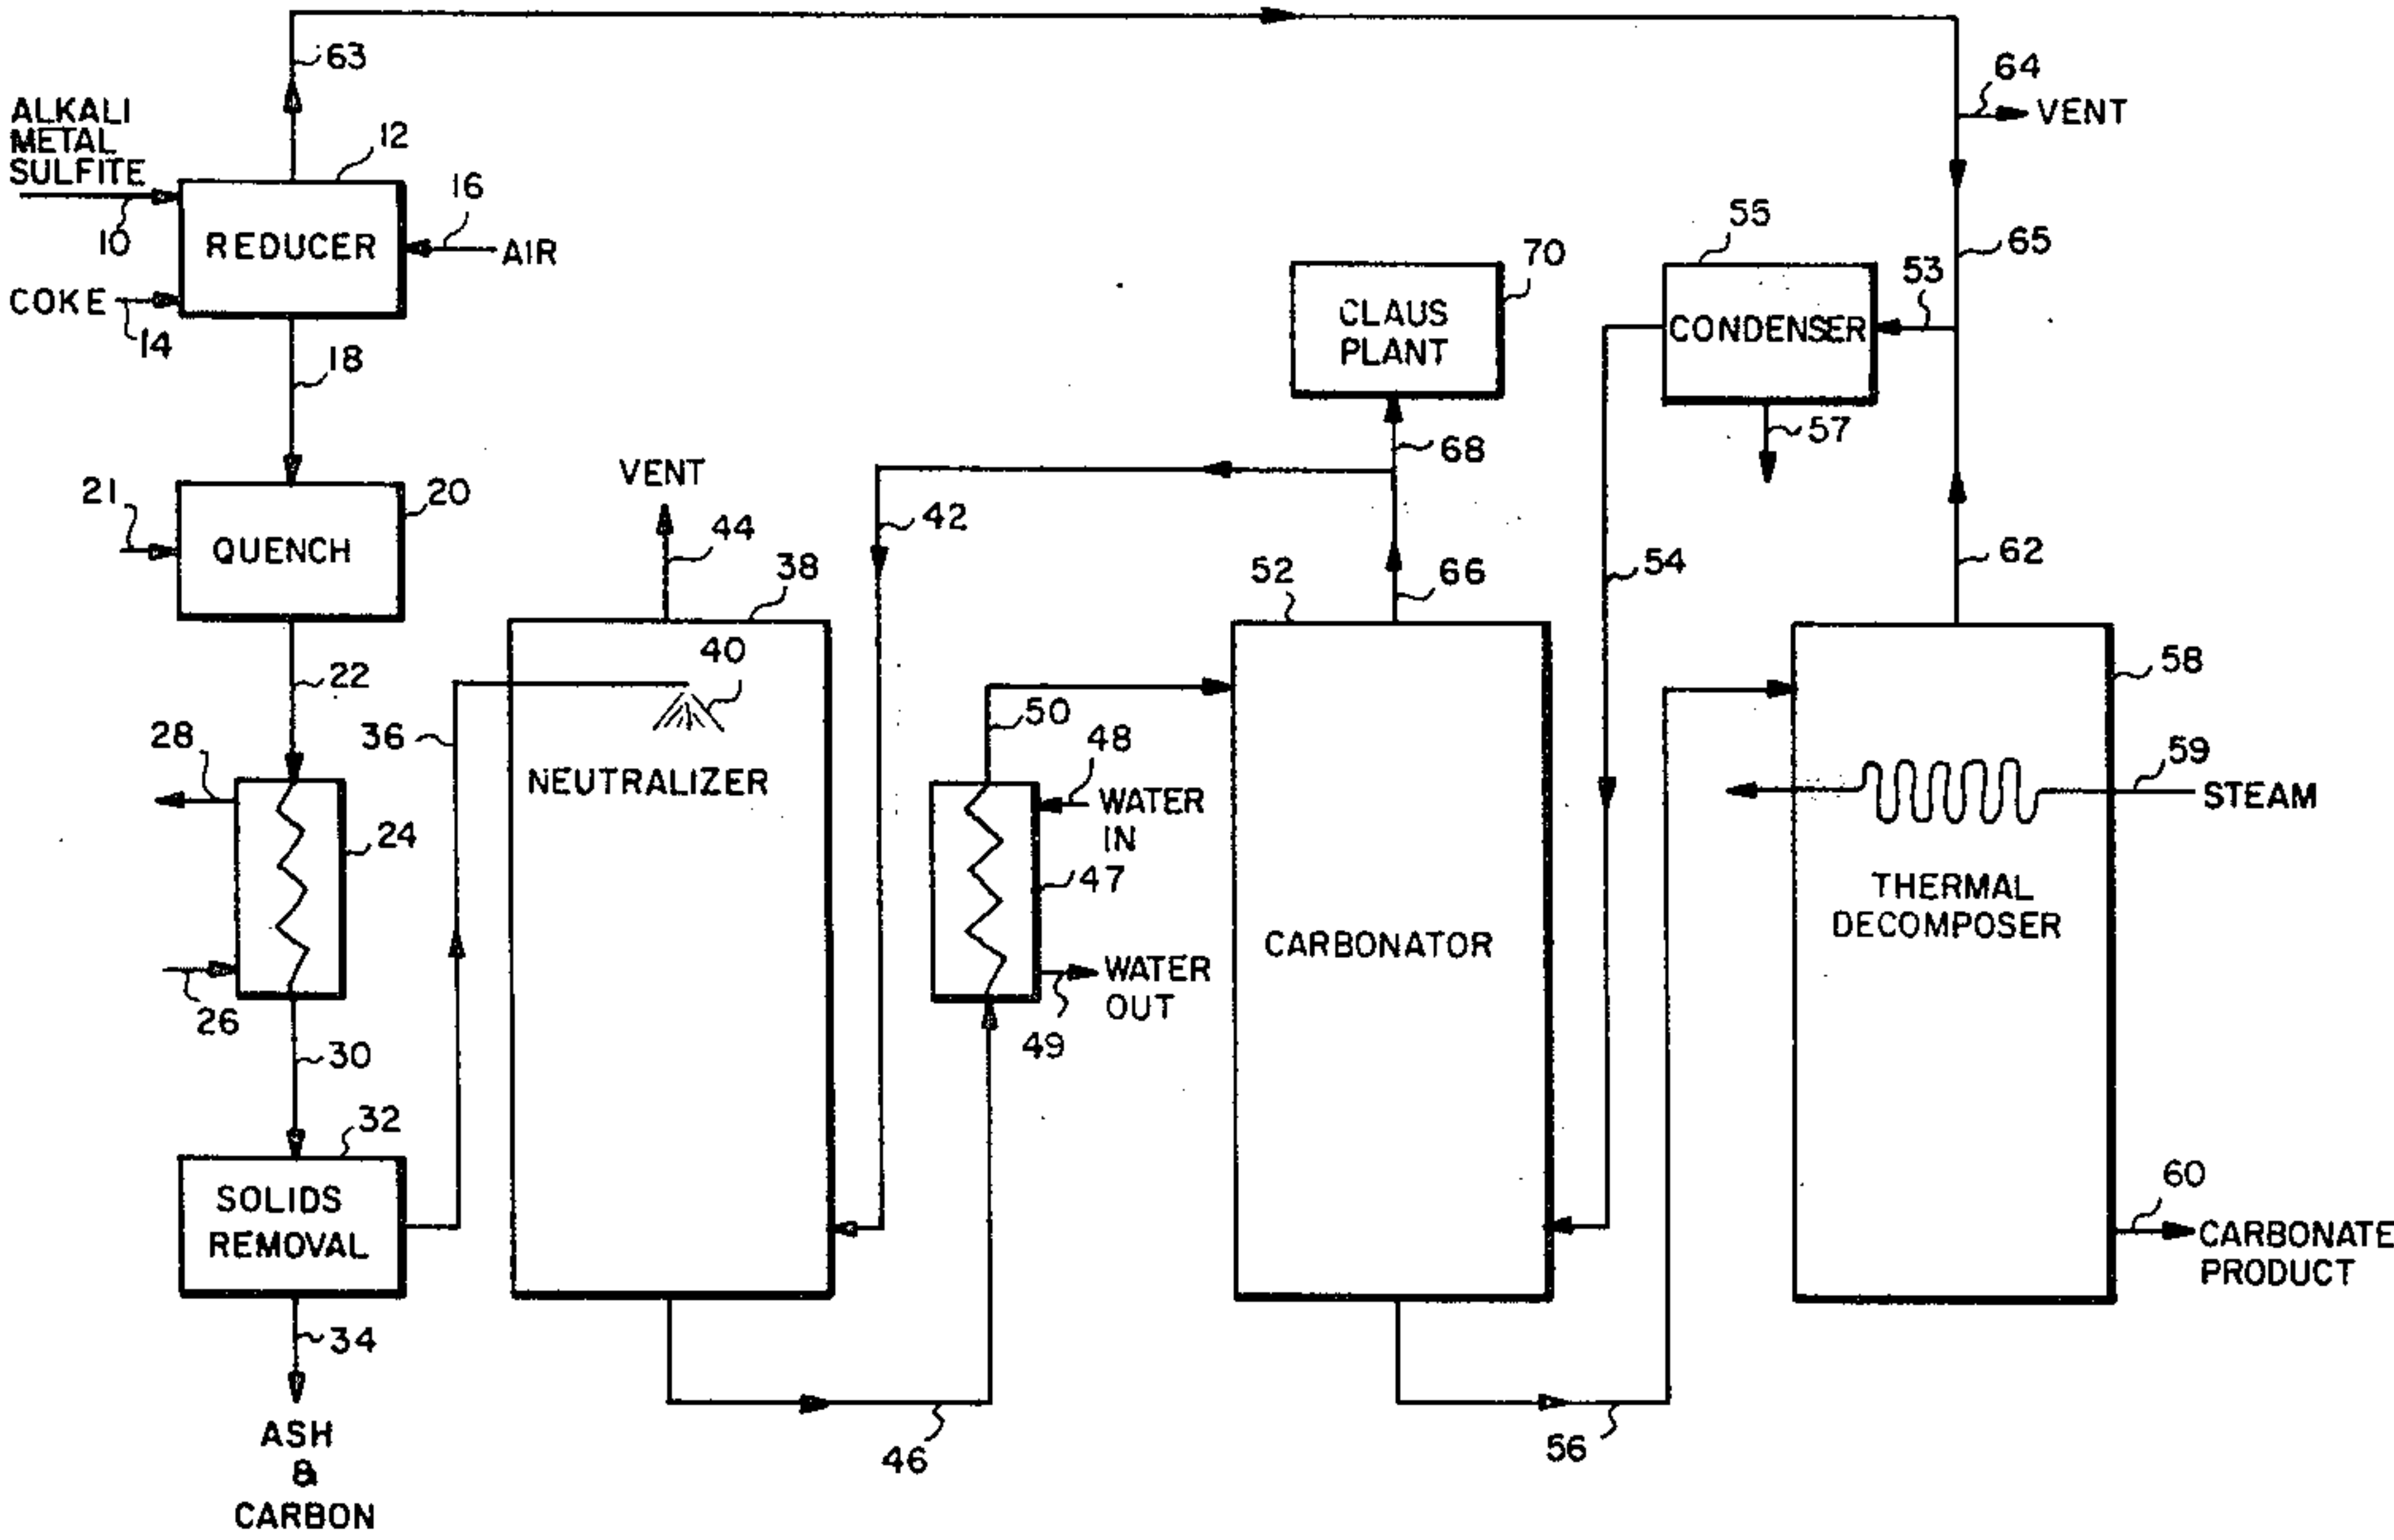 63
64
VENT
ALKALI
METAL
SULFITE
12
16
10
REDUCER
AIR
COKE
14
18
55
65
53
70
CLAUS
PLANT
CONDENSER
57
68
VENT
21
20
QUENCH
44
42
38
52
66
54
62
40
58
22
36
28
50
48
NEUTRALIZER
WATER
IN
59
STEAM
24
47
THERMAL
DECOMPOSER
CARBONATOR
26
WATER
OUT
49
30
32
SOLIDS
REMOVAL
60
CARBONATE
PRODUCT
34
46
56
ASH
&
CARBON